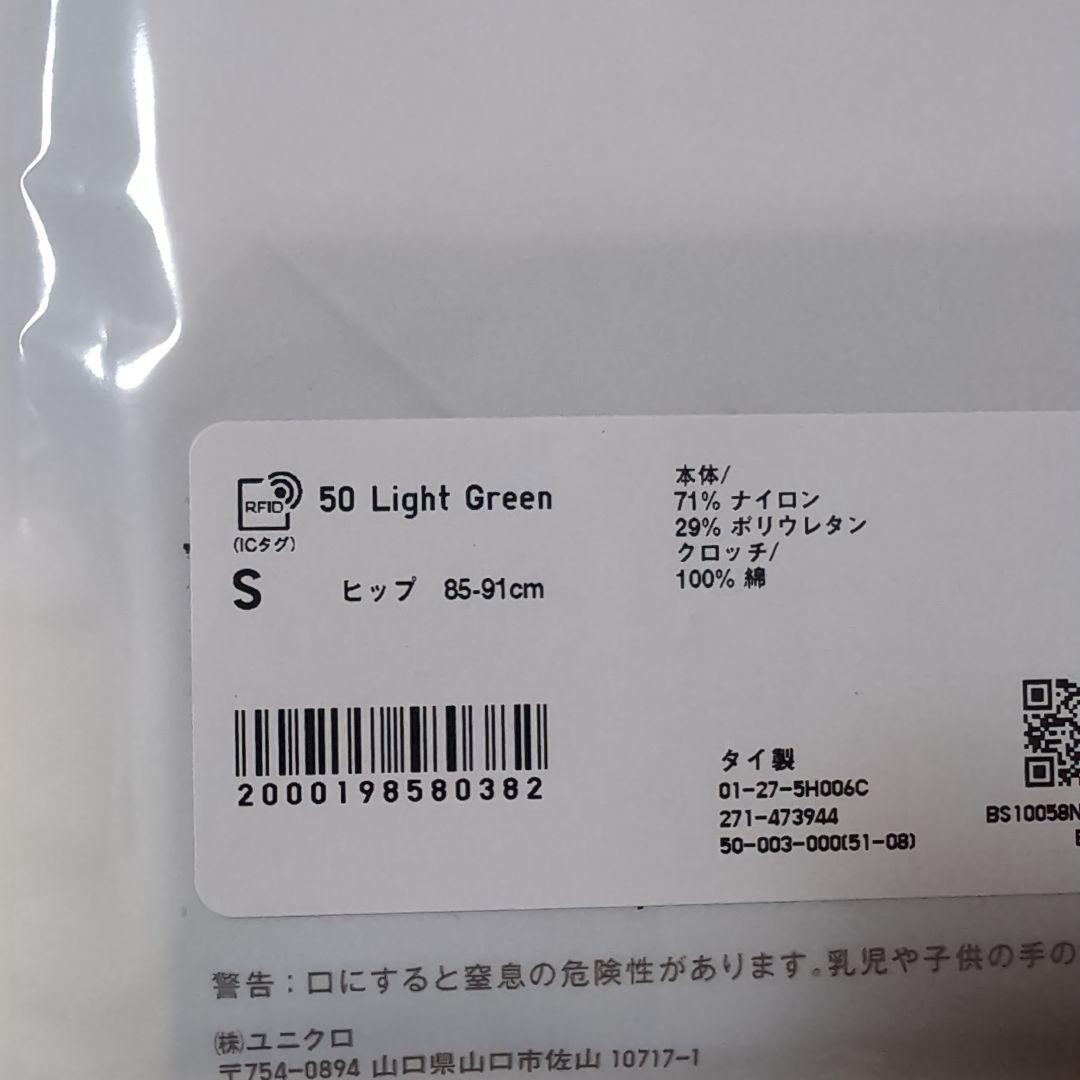 RFID
(ICタグ)
50 Light Green
S
ヒップ 85-91cm
本体/
71% ナイロン
29% ポリウレタン
クロッチ/
100% 綿
2000198580382
タイ製
01-27-5H006C
271-473944
50-003-000(51-08)
BS10058N
警告:口にすると窒息の危険性があります。乳児や子供の手の
㈱ユニクロ
〒754-0894 山口県山口市佐山 10717-1